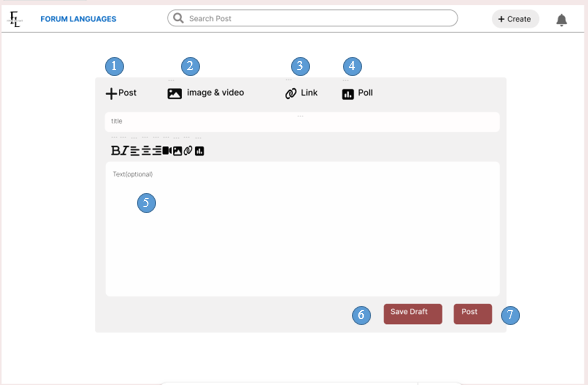 FL
FORUM LANGUAGES
Search Post
+ Create
1
2
3
4
+Post
image & video
Link
Poll
title
B I
Text(optional)
5
6
Save Draft
Post
7